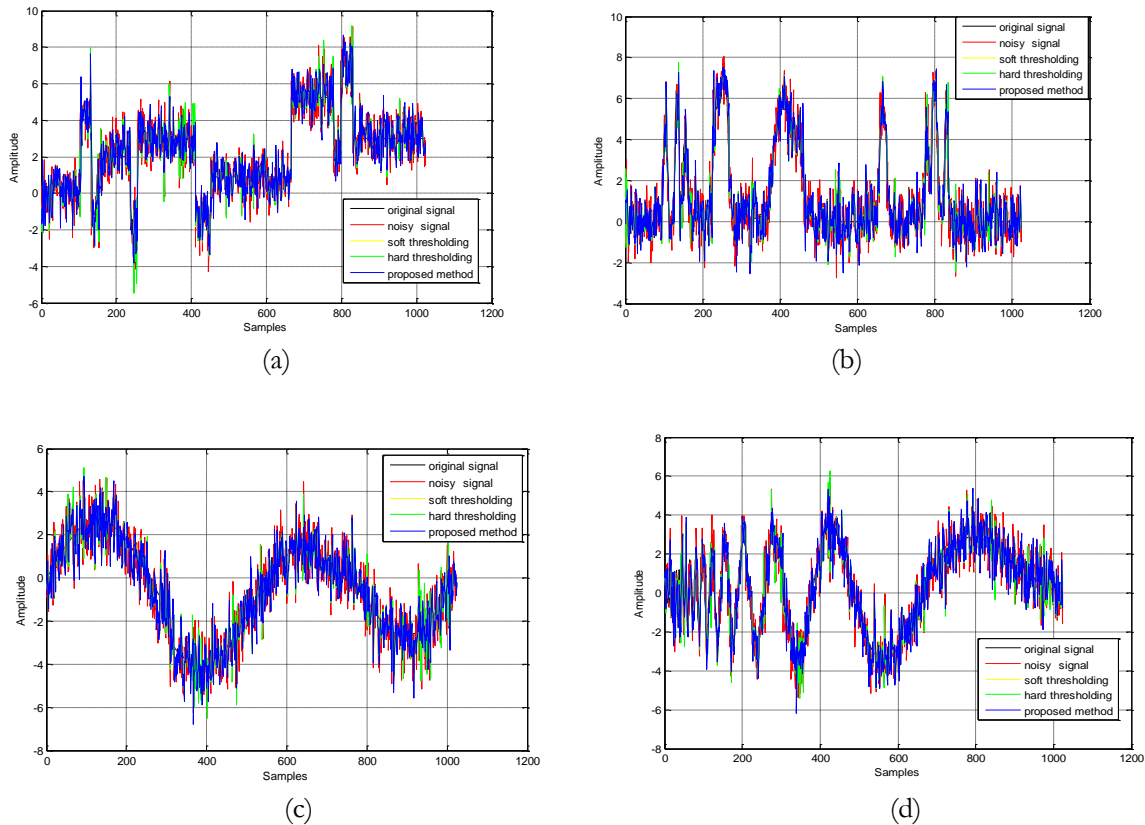 10
8
6
4
2
0
-2
-4
-6
Amplitude
0 200 400 600 800 1000 1200
Samples
original signal
noisy signal
soft thresholding
hard thresholding
proposed method
(a)
10
8
6
4
2
0
-2
-4
Amplitude
0 200 400 600 800 1000 1200
Samples
original signal
noisy signal
soft thresholding
hard thresholding
proposed method
(b)
6
4
2
0
-2
-4
-6
-8
Amplitude
0 200 400 600 800 1000 1200
Samples
original signal
noisy signal
soft thresholding
hard thresholding
proposed method
(c)
8
6
4
2
0
-2
-4
-6
-8
Amplitude
0 200 400 600 800 1000 1200
Samples
original signal
noisy signal
soft thresholding
hard thresholding
proposed method
(d)